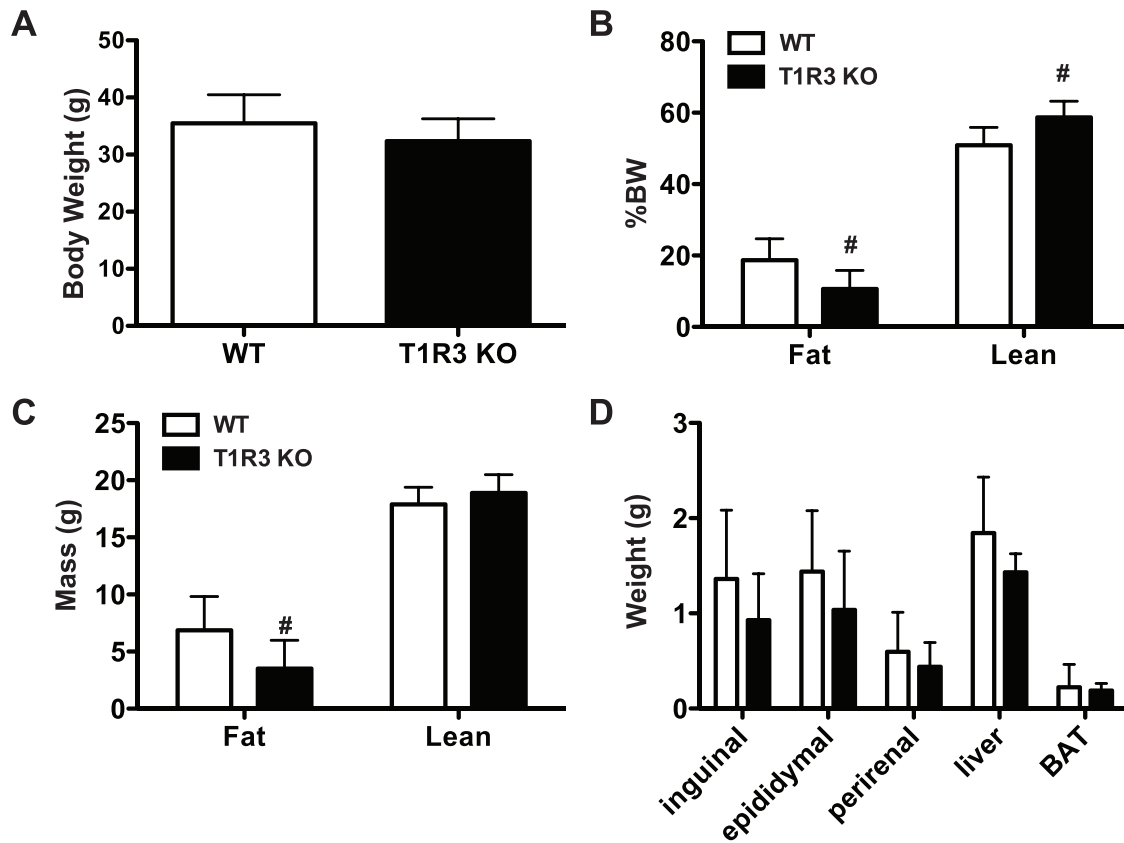 A
50
40
30
20
10
0
Body Weight (g)
WT
T1R3 KO
B
80
60
40
20
0
%BW
WT
T1R3 KO
#
#
Fat
Lean
C
25
20
15
10
5
0
Mass (g)
WT
T1R3 KO
#
Fat
Lean
D
3
2
1
0
Weight (g)
inguinal
epididymal
perirenal
liver
BAT